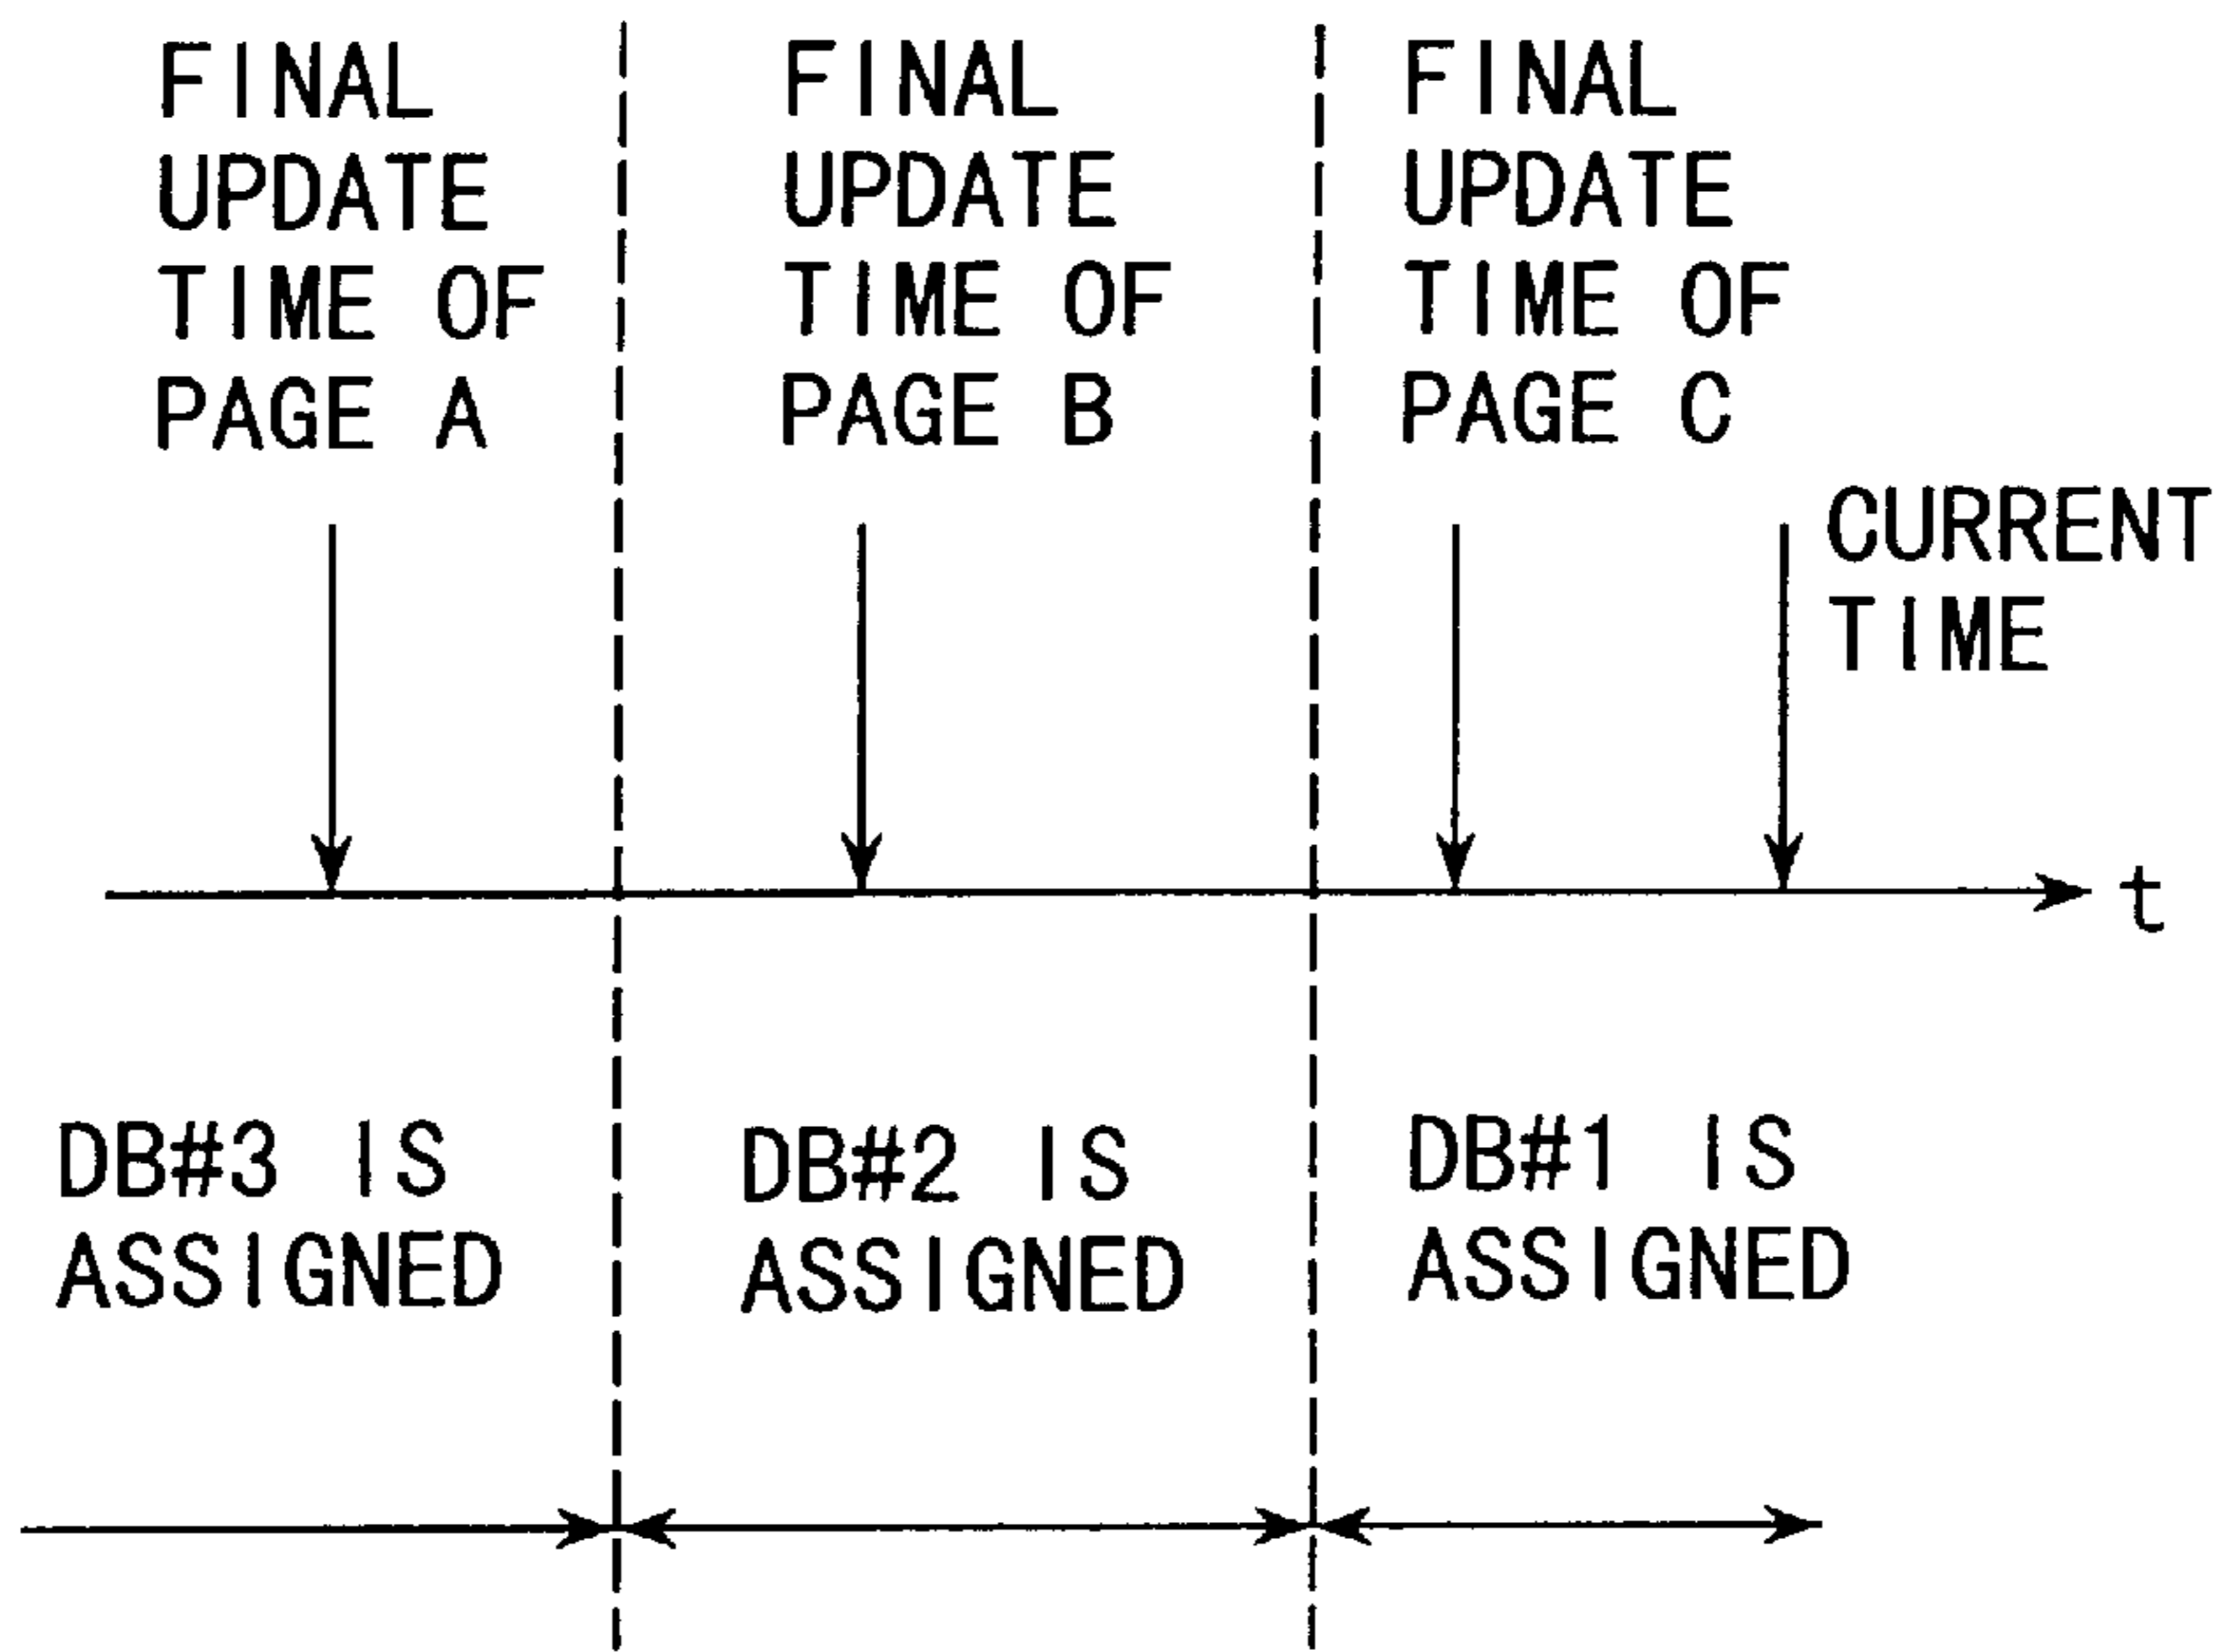 FINAL
UPDATE
TIME OF
PAGE A
FINAL
UPDATE
TIME OF
PAGE B
FINAL
UPDATE
TIME OF
PAGE C
CURRENT
TIME
t
DB#3 IS
ASSIGNED
DB#2 IS
ASSIGNED
DB#1 IS
ASSIGNED